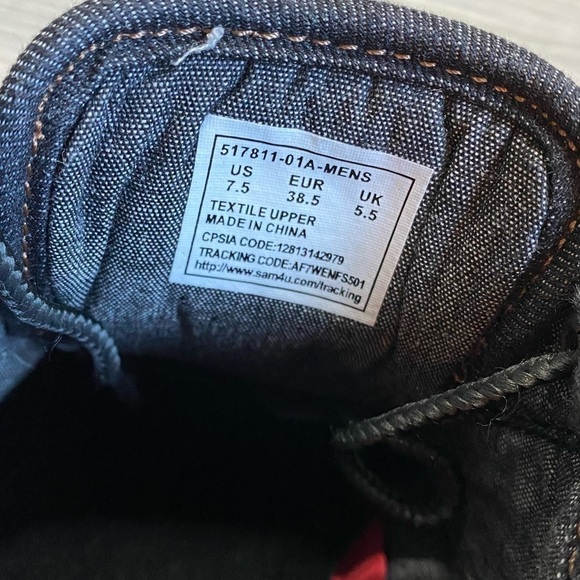 517811-01A-MENS
US EUR UK
7.5 38.5 5.5
TEXTILE UPPER
MADE IN CHINA
CPSIA CODE:12813142979
TRACKING CODE:AF7WENFS501
http://www.sam4u.com/tracking